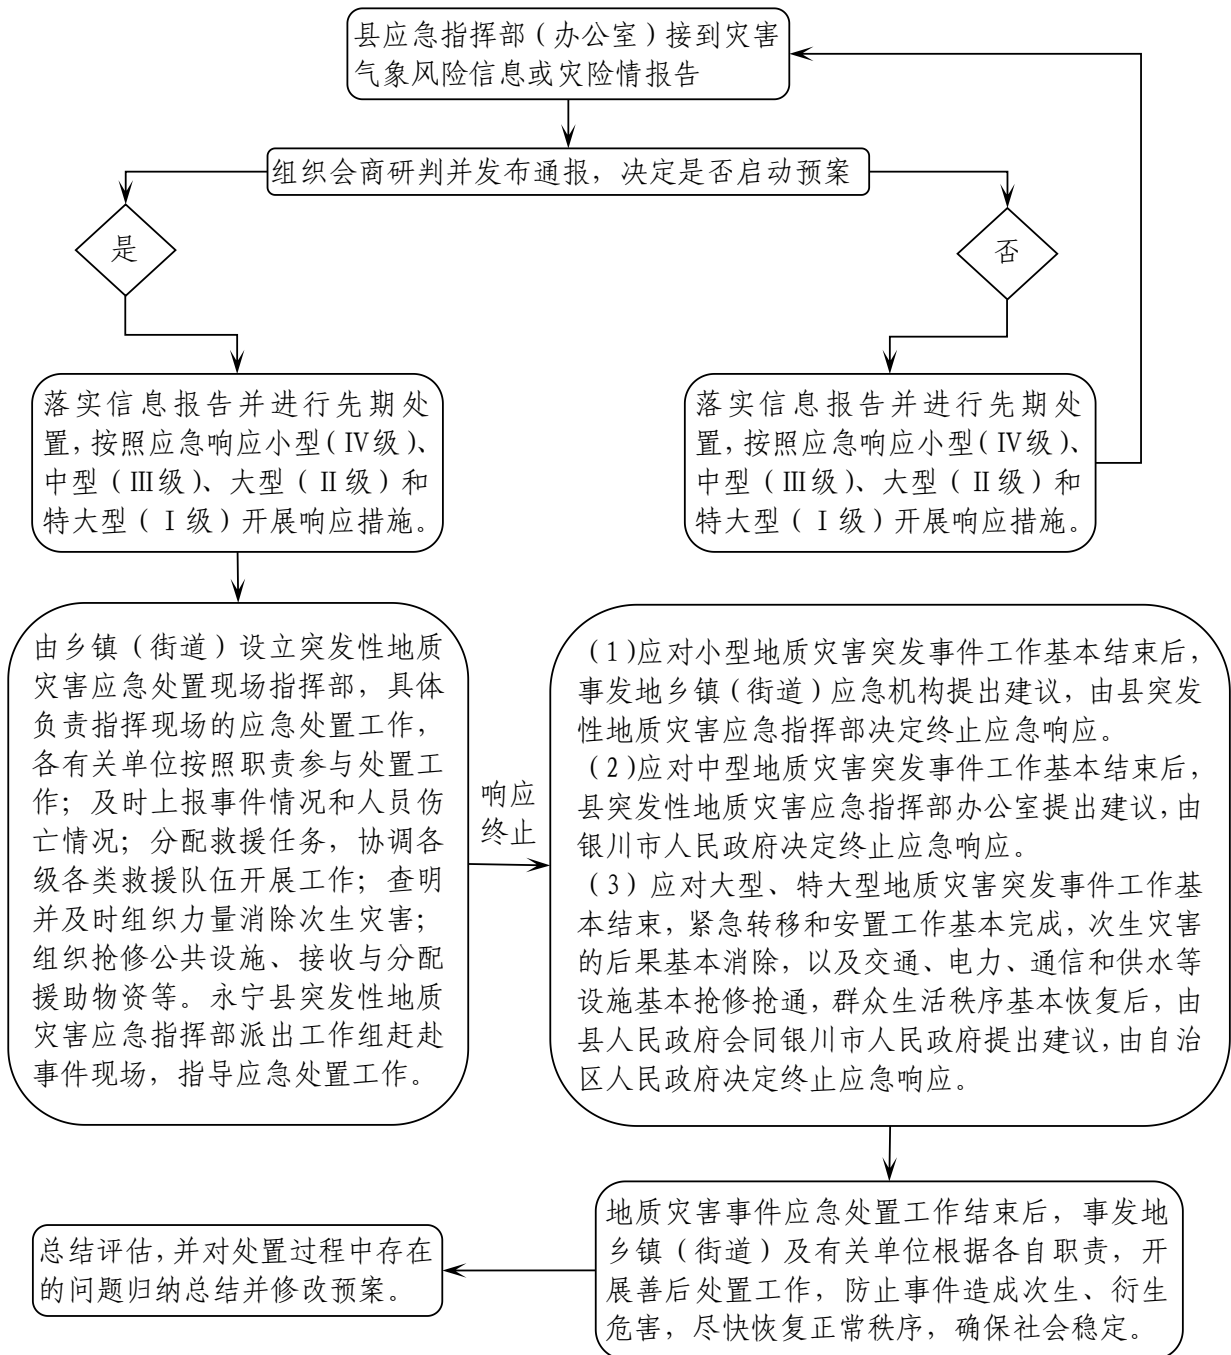 县应急指挥部（办公室）接到灾害
气象风险信息或灾险情报告
组织会商研判并发布通报，决定是否启动预案
是
否
落实信息报告并进行先期处
置，按照应急响应小型（Ⅳ级）、
中型（Ⅲ级）、大型（Ⅱ级）和
特大型（Ⅰ级）开展响应措施。
落实信息报告并进行先期处
置，按照应急响应小型（Ⅳ级）、
中型（Ⅲ级）、大型（Ⅱ级）和
特大型（Ⅰ级）开展响应措施。
由乡镇（街道）设立突发性地质
灾害应急处置现场指挥部，具体
负责指挥现场的应急处置工作，
各有关单位按照职责参与处置工
作；及时上报事件情况和人员伤
亡情况；分配救援任务，协调各
级各类救援队伍开展工作；查明
并及时组织力量消除次生灾害；
组织抢修公共设施、接收与分配
援助物资等。永宁县突发性地质
灾害应急指挥部派出工作组赶赴
事件现场，指导应急处置工作。
响应
终止
（1)应对小型地质灾害突发事件工作基本结束后，
事发地乡镇（街道）应急机构提出建议，由县突发
性地质灾害应急指挥部决定终止应急响应。
（2)应对中型地质灾害突发事件工作基本结束后，
县突发性地质灾害应急指挥部办公室提出建议，由
银川市人民政府决定终止应急响应。
（3）应对大型、特大型地质灾害突发事件工作基
本结束，紧急转移和安置工作基本完成，次生灾害
的后果基本消除，以及交通、电力、通信和供水等
设施基本抢修抢通，群众生活秩序基本恢复后，由
县人民政府会同银川市人民政府提出建议，由自治
区人民政府决定终止应急响应。
地质灾害事件应急处置工作结束后，事发地
乡镇（街道）及有关单位根据各自职责，开
展善后处置工作，防止事件造成次生、衍生
危害，尽快恢复正常秩序，确保社会稳定。
总结评估，并对处置过程中存在
的问题归纳总结并修改预案。